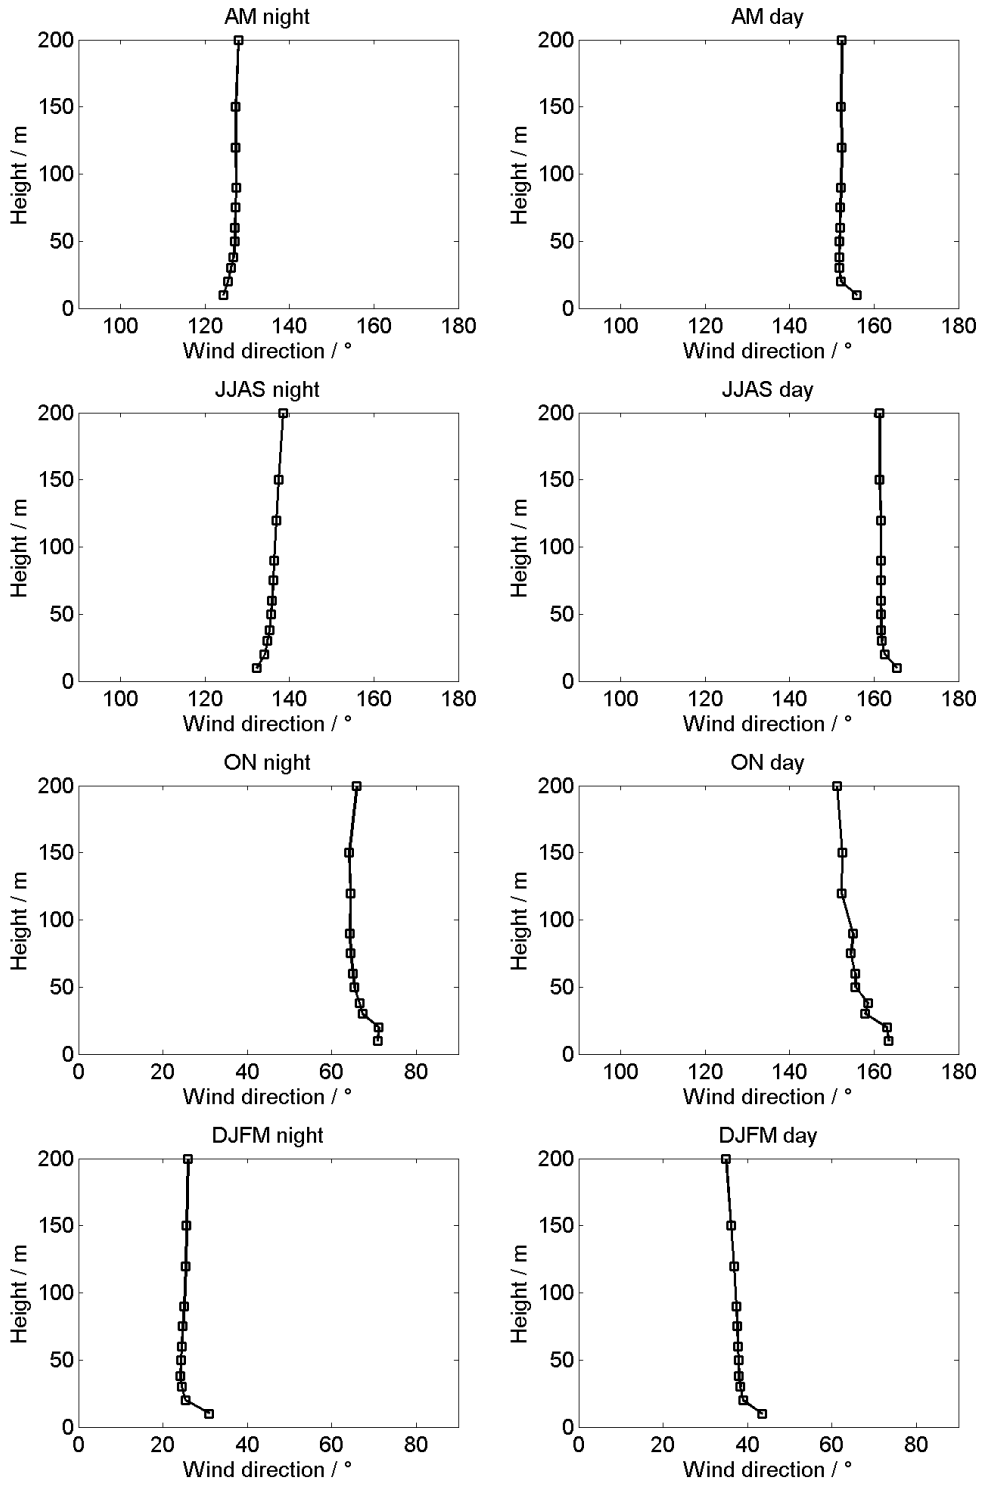 AM night
200
150
100
50
0
Height / m
100 120 140 160 180
Wind direction / °
AM day
200
150
100
50
0
Height / m
100 120 140 160 180
Wind direction / °
JJAS night
200
150
100
50
0
Height / m
100 120 140 160 180
Wind direction / °
JJAS day
200
150
100
50
0
Height / m
100 120 140 160 180
Wind direction / °
ON night
200
150
100
50
0
Height / m
0 20 40 60 80
Wind direction / °
ON day
200
150
100
50
0
Height / m
100 120 140 160 180
Wind direction / °
DJFM night
200
150
100
50
0
Height / m
0 20 40 60 80
Wind direction / °
DJFM day
200
150
100
50
0
Height / m
0 20 40 60 80
Wind direction / °